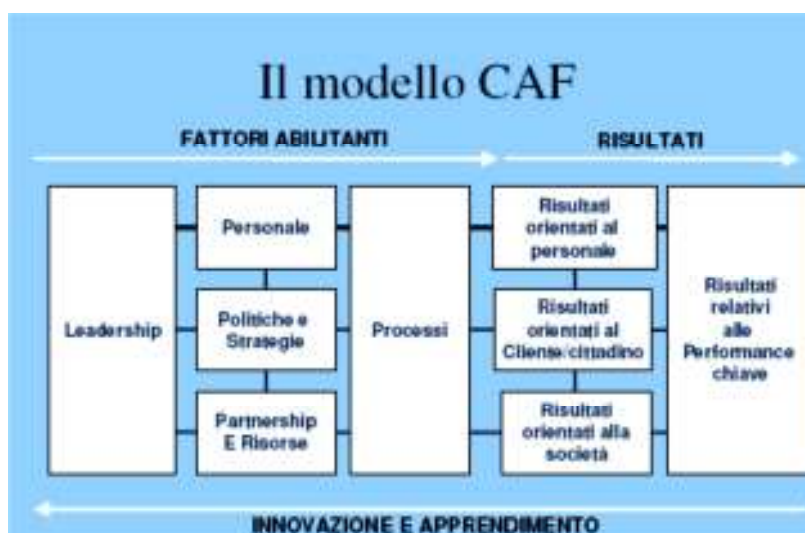 Il modello CAF
FATTORI ABILITANTI
RISULTATI
Leadership
Personale
Politiche e
Strategie
Partnership
E Risorse
Processi
Risultati
orientati al
personale
Risultati
orientati al
Cliente/cittadino
Risultati
orientati alla
società
Risultati
relativi
alle
Performance
chiave
INNOVAZIONE E APPRENDIMENTO